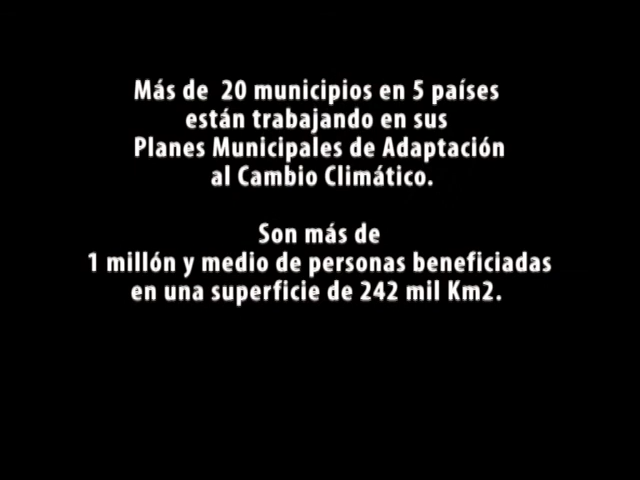 Más de 20 municipios en 5 países
están trabajando en sus
Planes Municipales de Adaptación
al Cambio Climático.
Son más de
1 millón y medio de personas beneficiadas
en una superficie de 242 mil Km2.